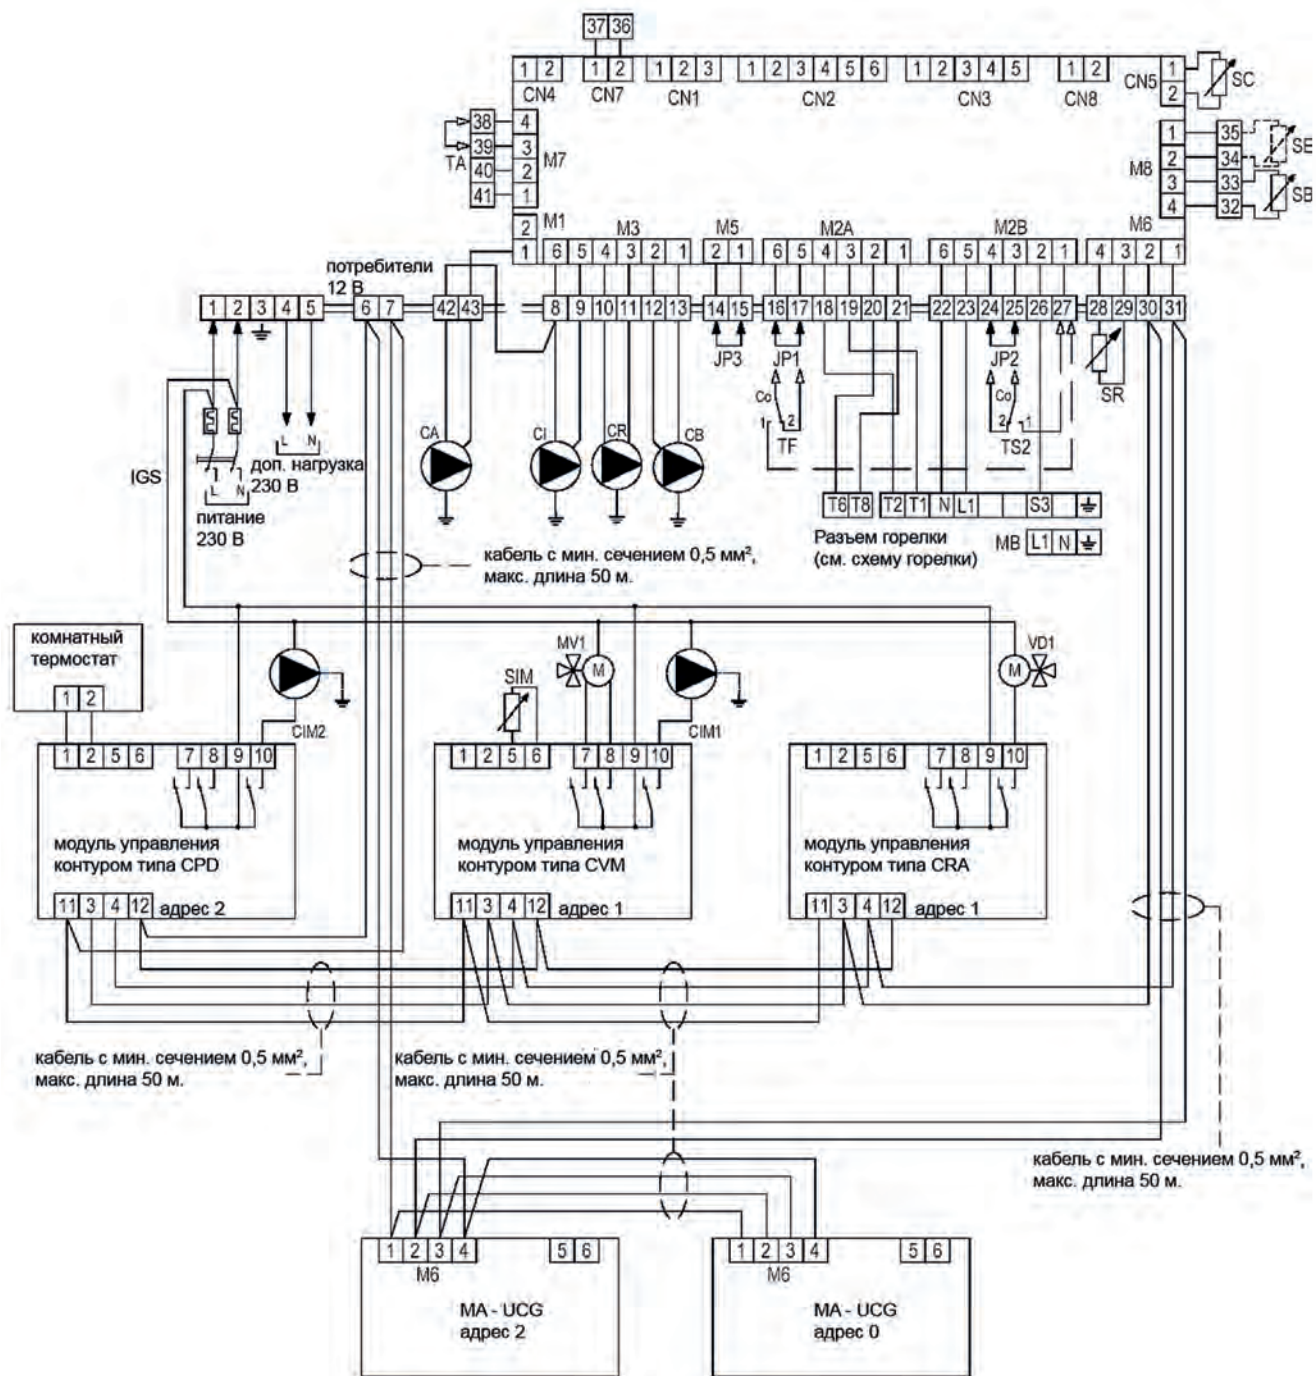 37 36
1 2 1 2 1 2 3 1 2 3 4 5 6 1 2 3 4 5 1 2 1
CN4 CN7 CN1 CN2 CN3 CN8 CN5 2 SC
38 4 1 35
39 3 2 34 SE
TA 40 2 M7 M8 3 33
41 1 4 32 SB
2 M1 M3 M5 M2A M2B M6
1 6 5 4 3 2 1 2 1 6 5 4 3 2 1 6 5 4 3 2 1 4 3 2 1
потребители
12 В
1 2 3 4 5 6 7 42 43 8 9 10 11 12 13 14 15 16 17 18 19 20 21 22 23 24 25 26 27 28 29 30 31
JP3 JP1 JP2 SR
Co Co
1 2 2 1
TF TS2
CA CI CR CB
IGS
L N
доп. нагрузка
230 В
L N
питание
230 В
T6 T8 T2 T1 N L1 S3
Разъем горелки
(см. схему горелки)
MB L1 N
кабель с мин. сечением 0,5 мм²,
макс. длина 50 м.
комнатный
термостат
1 2
MV1 M VD1 M
SIM
CIM2 CIM1
1 2 5 6 7 8 9 10
модуль управления
контуром типа CPD
11 3 4 12 адрес 2
1 2 5 6 7 8 9 10
модуль управления
контуром типа CVM
11 3 4 12 адрес 1
1 2 5 6 7 8 9 10
модуль управления
контуром типа CRA
11 3 4 12 адрес 1
кабель с мин. сечением 0,5 мм²,
макс. длина 50 м.
кабель с мин. сечением 0,5 мм²,
макс. длина 50 м.
кабель с мин. сечением 0,5 мм²,
макс. длина 50 м.
1 2 3 4 5 6
M6
MA - UCG
адрес 2
1 2 3 4 5 6
M6
MA - UCG
адрес 0